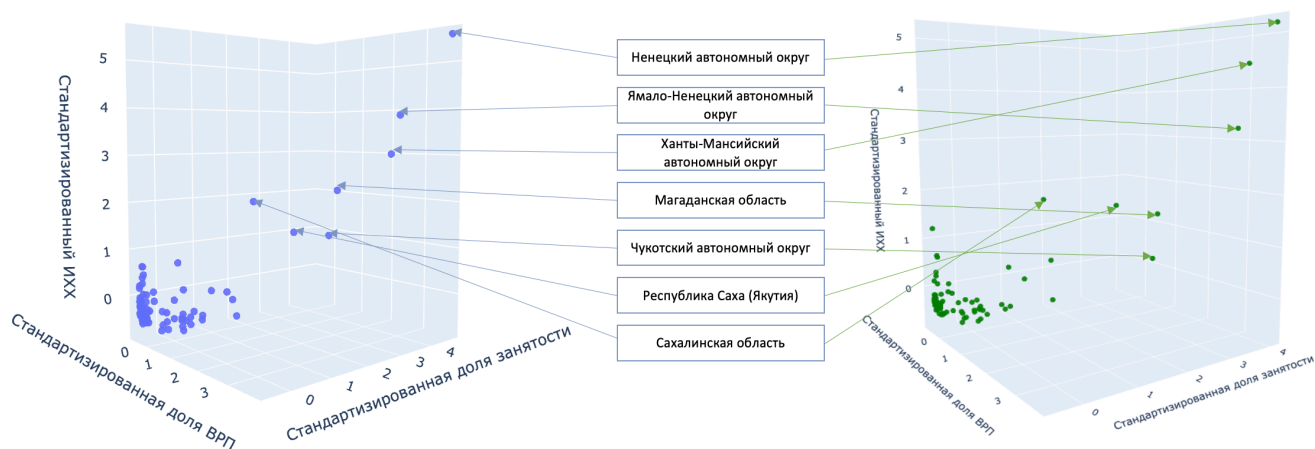 5
4
3
2
1
0
Стандартизированный ИХХ
0
1
2
3
Стандартизированная доля ВРП
0
1
2
3
4
Стандартизированная доля занятости
Ненецкий автономный округ
Ямало-Ненецкий автономный
округ
Ханты-Мансийский
автономный округ
Магаданская область
Чукотский автономный округ
Республика Саха (Якутия)
Сахалинская область
5
4
3
2
1
0
Стандартизированный ИХХ
0
1
2
3
Стандартизированная доля ВРП
0
1
2
3
4
Стандартизированная доля занятости